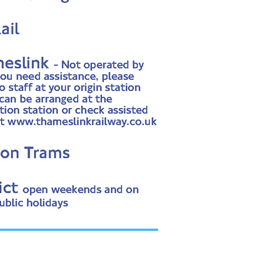 ail
neslink - Not operated by
ou need assistance, please
o staff at your origin station
can be arranged at the
tion station or check assisted
t www.thameslinkrailway.co.uk
on Trams
ict open weekends and on
ublic holidays